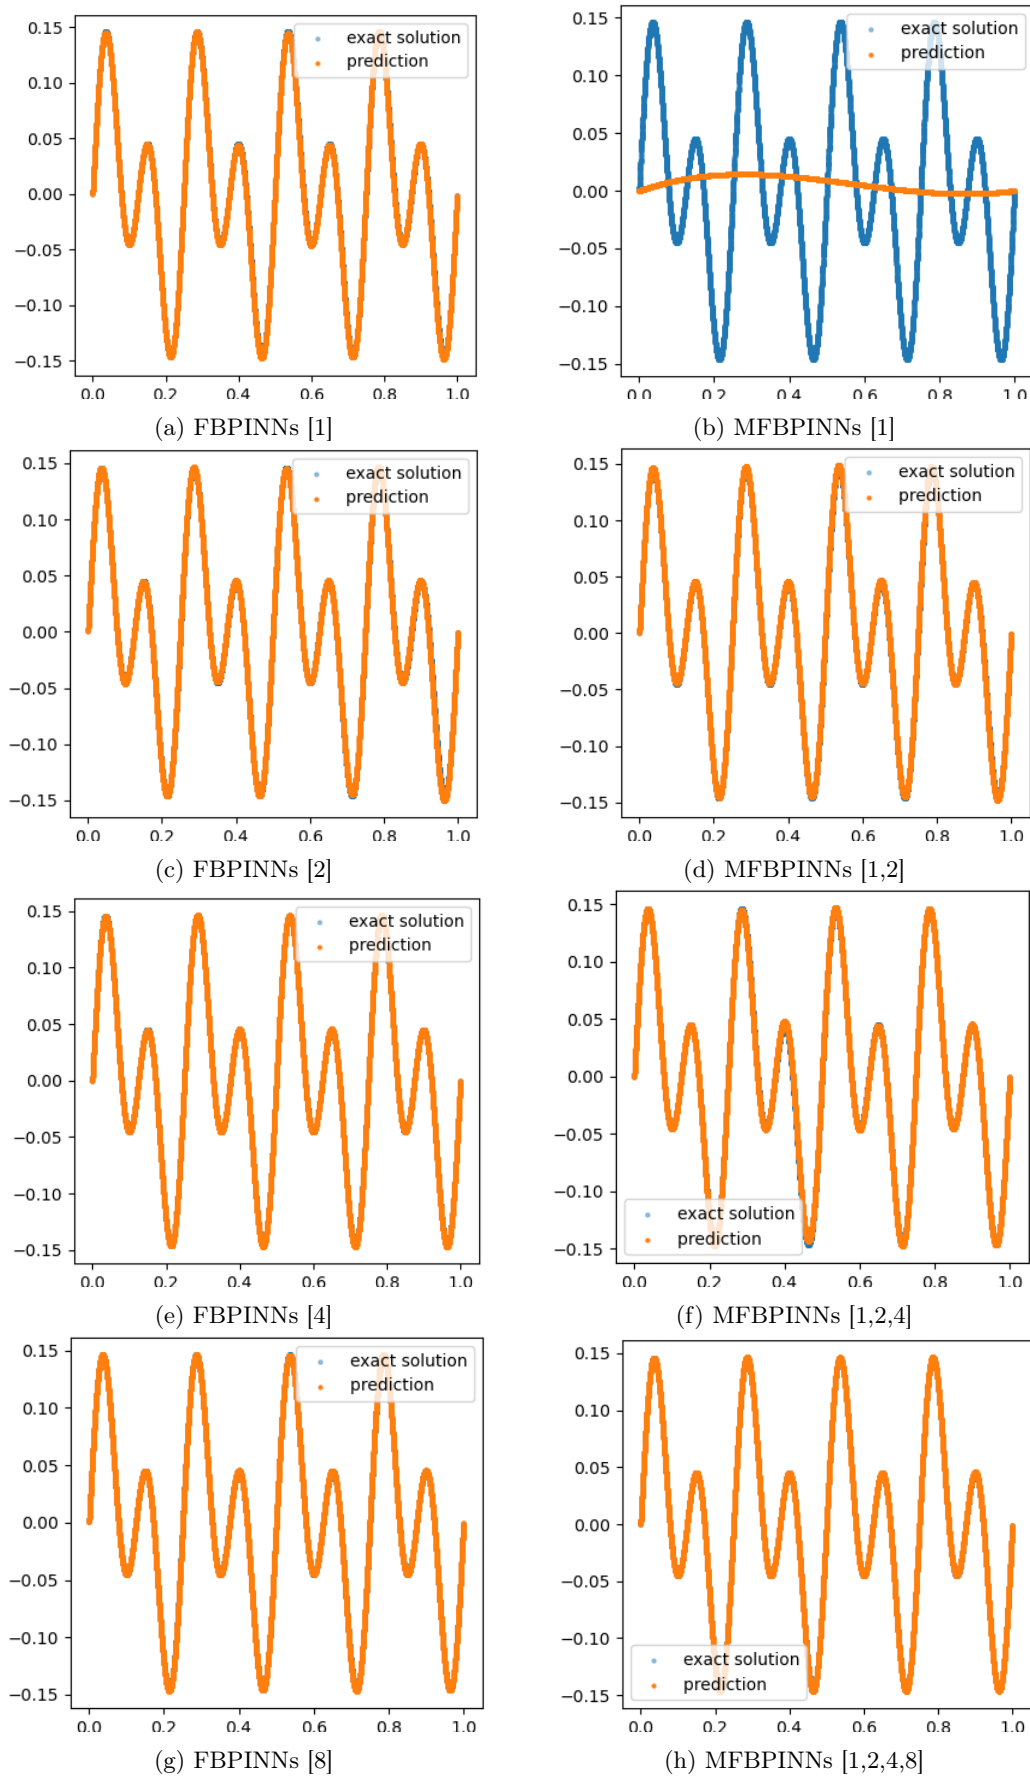 0.15
0.10
0.05
0.00
−0.05
−0.10
−0.15
0.0 0.2 0.4 0.6 0.8 1.0
exact solution
prediction
(a) FBPINNs [1]
0.15
0.10
0.05
0.00
−0.05
−0.10
−0.15
0.0 0.2 0.4 0.6 0.8 1.0
exact solution
prediction
(b) MFBPINNs [1]
0.15
0.10
0.05
0.00
−0.05
−0.10
−0.15
0.0 0.2 0.4 0.6 0.8 1.0
exact solution
prediction
(c) FBPINNs [2]
0.15
0.10
0.05
0.00
−0.05
−0.10
−0.15
0.0 0.2 0.4 0.6 0.8 1.0
exact solution
prediction
(d) MFBPINNs [1,2]
0.15
0.10
0.05
0.00
−0.05
−0.10
−0.15
0.0 0.2 0.4 0.6 0.8 1.0
exact solution
prediction
(e) FBPINNs [4]
0.15
0.10
0.05
0.00
−0.05
−0.10
−0.15
0.0 0.2 0.4 0.6 0.8 1.0
exact solution
prediction
(f) MFBPINNs [1,2,4]
0.15
0.10
0.05
0.00
−0.05
−0.10
−0.15
0.0 0.2 0.4 0.6 0.8 1.0
exact solution
prediction
(g) FBPINNs [8]
0.15
0.10
0.05
0.00
−0.05
−0.10
−0.15
0.0 0.2 0.4 0.6 0.8 1.0
exact solution
prediction
(h) MFBPINNs [1,2,4,8]